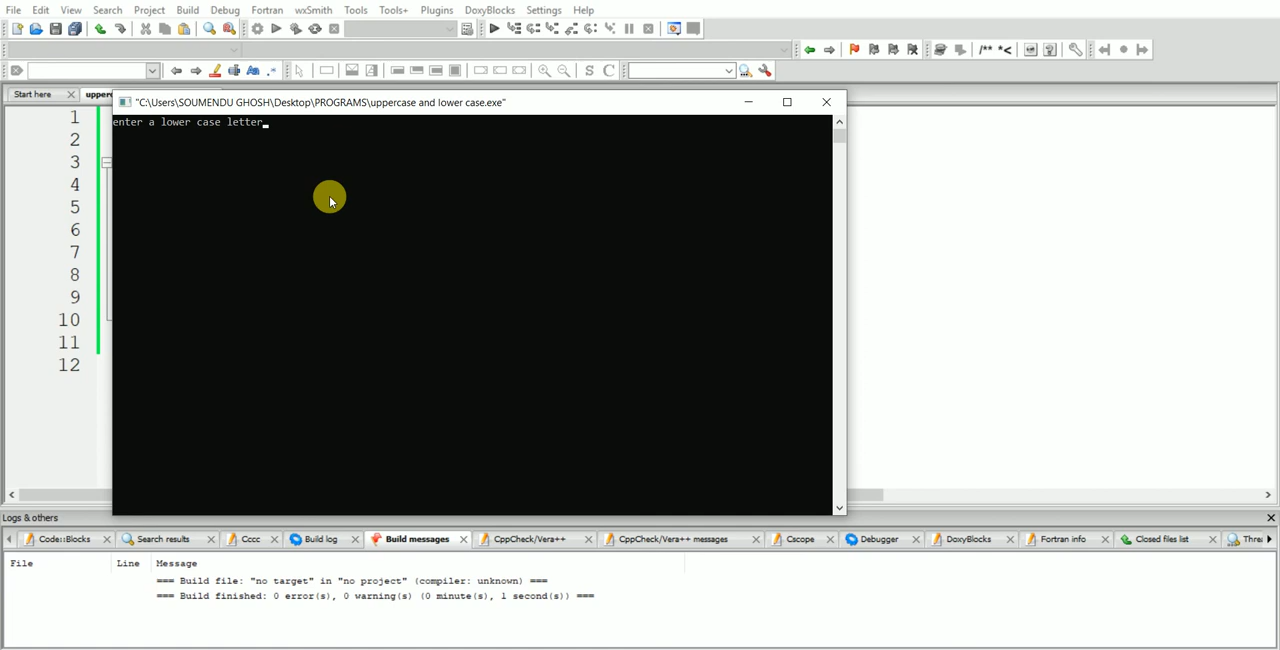 File Edit View Search Project Build Debug Fortran wxSmith Tools Tools+ Plugins DoxyBlocks Settings Help
Start here
"C:\Users\SOUMENDU GHOSH\Desktop\PROGRAMS\uppercase and lower case.exe"
enter a lower case letter
1
2
3
4
5
6
7
8
9
10
11
12
Logs & others
Code::Blocks Search results Cccc Build log Build messages CppCheck/Vera++ CppCheck/Vera++ messages Cscope Debugger DoxyBlocks Fortran info Closed files list
File Line Message
=== Build file: "no target" in "no project" (compiler: unknown) ===
=== Build finished: 0 error(s), 0 warning(s) (0 minute(s), 1 second(s)) ===